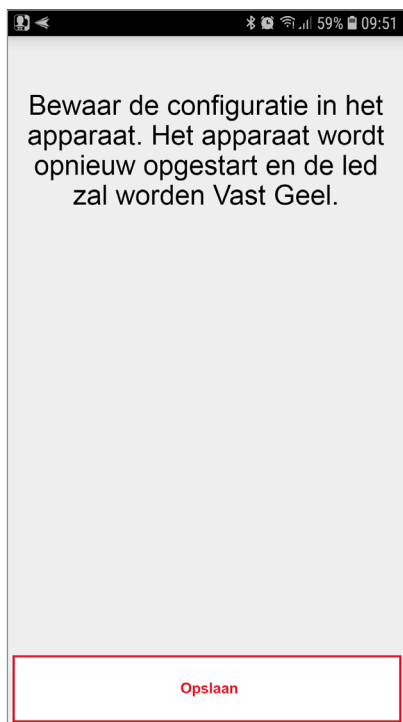 59% 09:51
Bewaar de configuratie in het
apparaat. Het apparaat wordt
opnieuw opgestart en de led
zal worden Vast Geel.
Opslaan